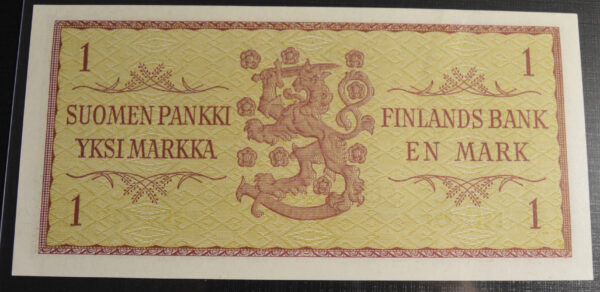 1
1
SUOMEN PANKKI
YKSI MARKKA
FINLANDS BANK
EN MARK
1
1